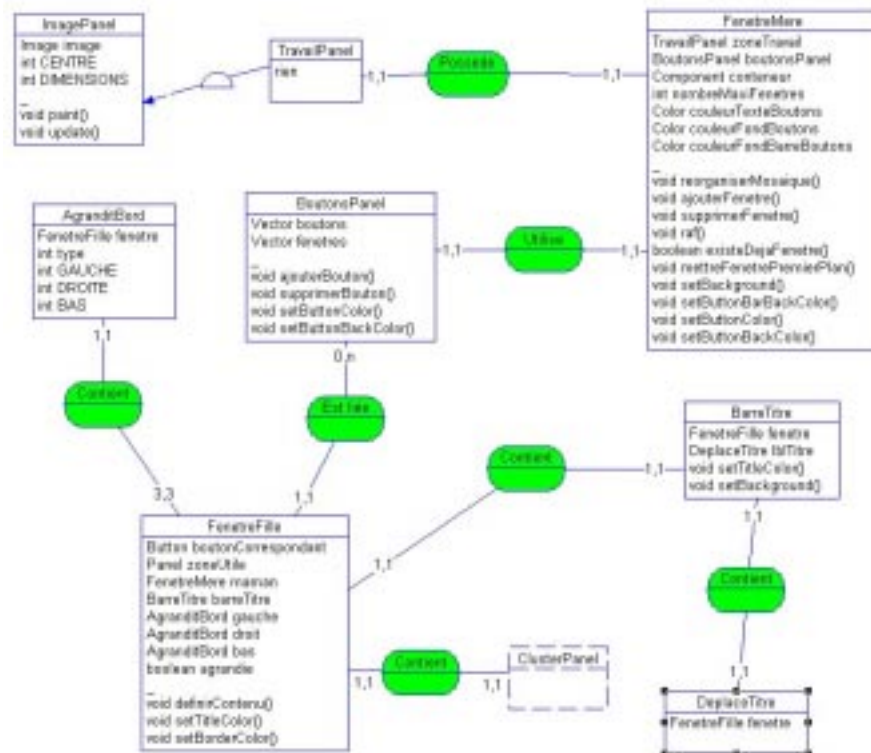 ImagePanel
Image image
int CENTRE
int DIMENSIONS
_
void paint()
void update()
TravailPanel
rien
1,1
Possède
1,1
FenetreMere
TravailPanel zoneTravail
BoutonsPanel boutonsPanel
Component conteneur
int nombreMaxiFenetres
Color couleurTexteBoutons
Color couleurFondBoutons
Color couleurFondBarreBoutons
_
void reorganiserMosaique()
void ajouterFenetre()
void supprimerFenetre()
void raf()
boolean existeDejaFenetre()
void mettreFenetrePremierPlan()
void setBackground()
void setButtonBarBackColor()
void setButtonColor()
void setButtonBackColor()
AgranditBord
FenetreFille fenetre
int type
int GAUCHE
int DROITE
int BAS
1,1
BoutonsPanel
Vector boutons
Vector fenetres
_
void ajouterBouton()
void supprimerBouton()
void setButtonColor()
void setButtonBackColor()
1,1
Utilise
1,1
0,n
Contient
Est liée
3,3
1,1
BarreTitre
FenetreFille fenetre
DeplaceTitre lblTitre
void setTitleColor()
void setBackground()
Contient
1,1
1,1
1,1
FenetreFille
Button boutonCorrespondant
Panel zoneUtile
FenetreMere maman
BarreTitre barreTitre
AgranditBord gauche
AgranditBord droit
AgranditBord bas
boolean agrandie
_
void definirContenu()
void setTitleColor()
void setBorderColor()
Contient
1,1
1,1
ClusterPanel
Contient
1,1
DeplaceTitre
FenetreFille fenetre